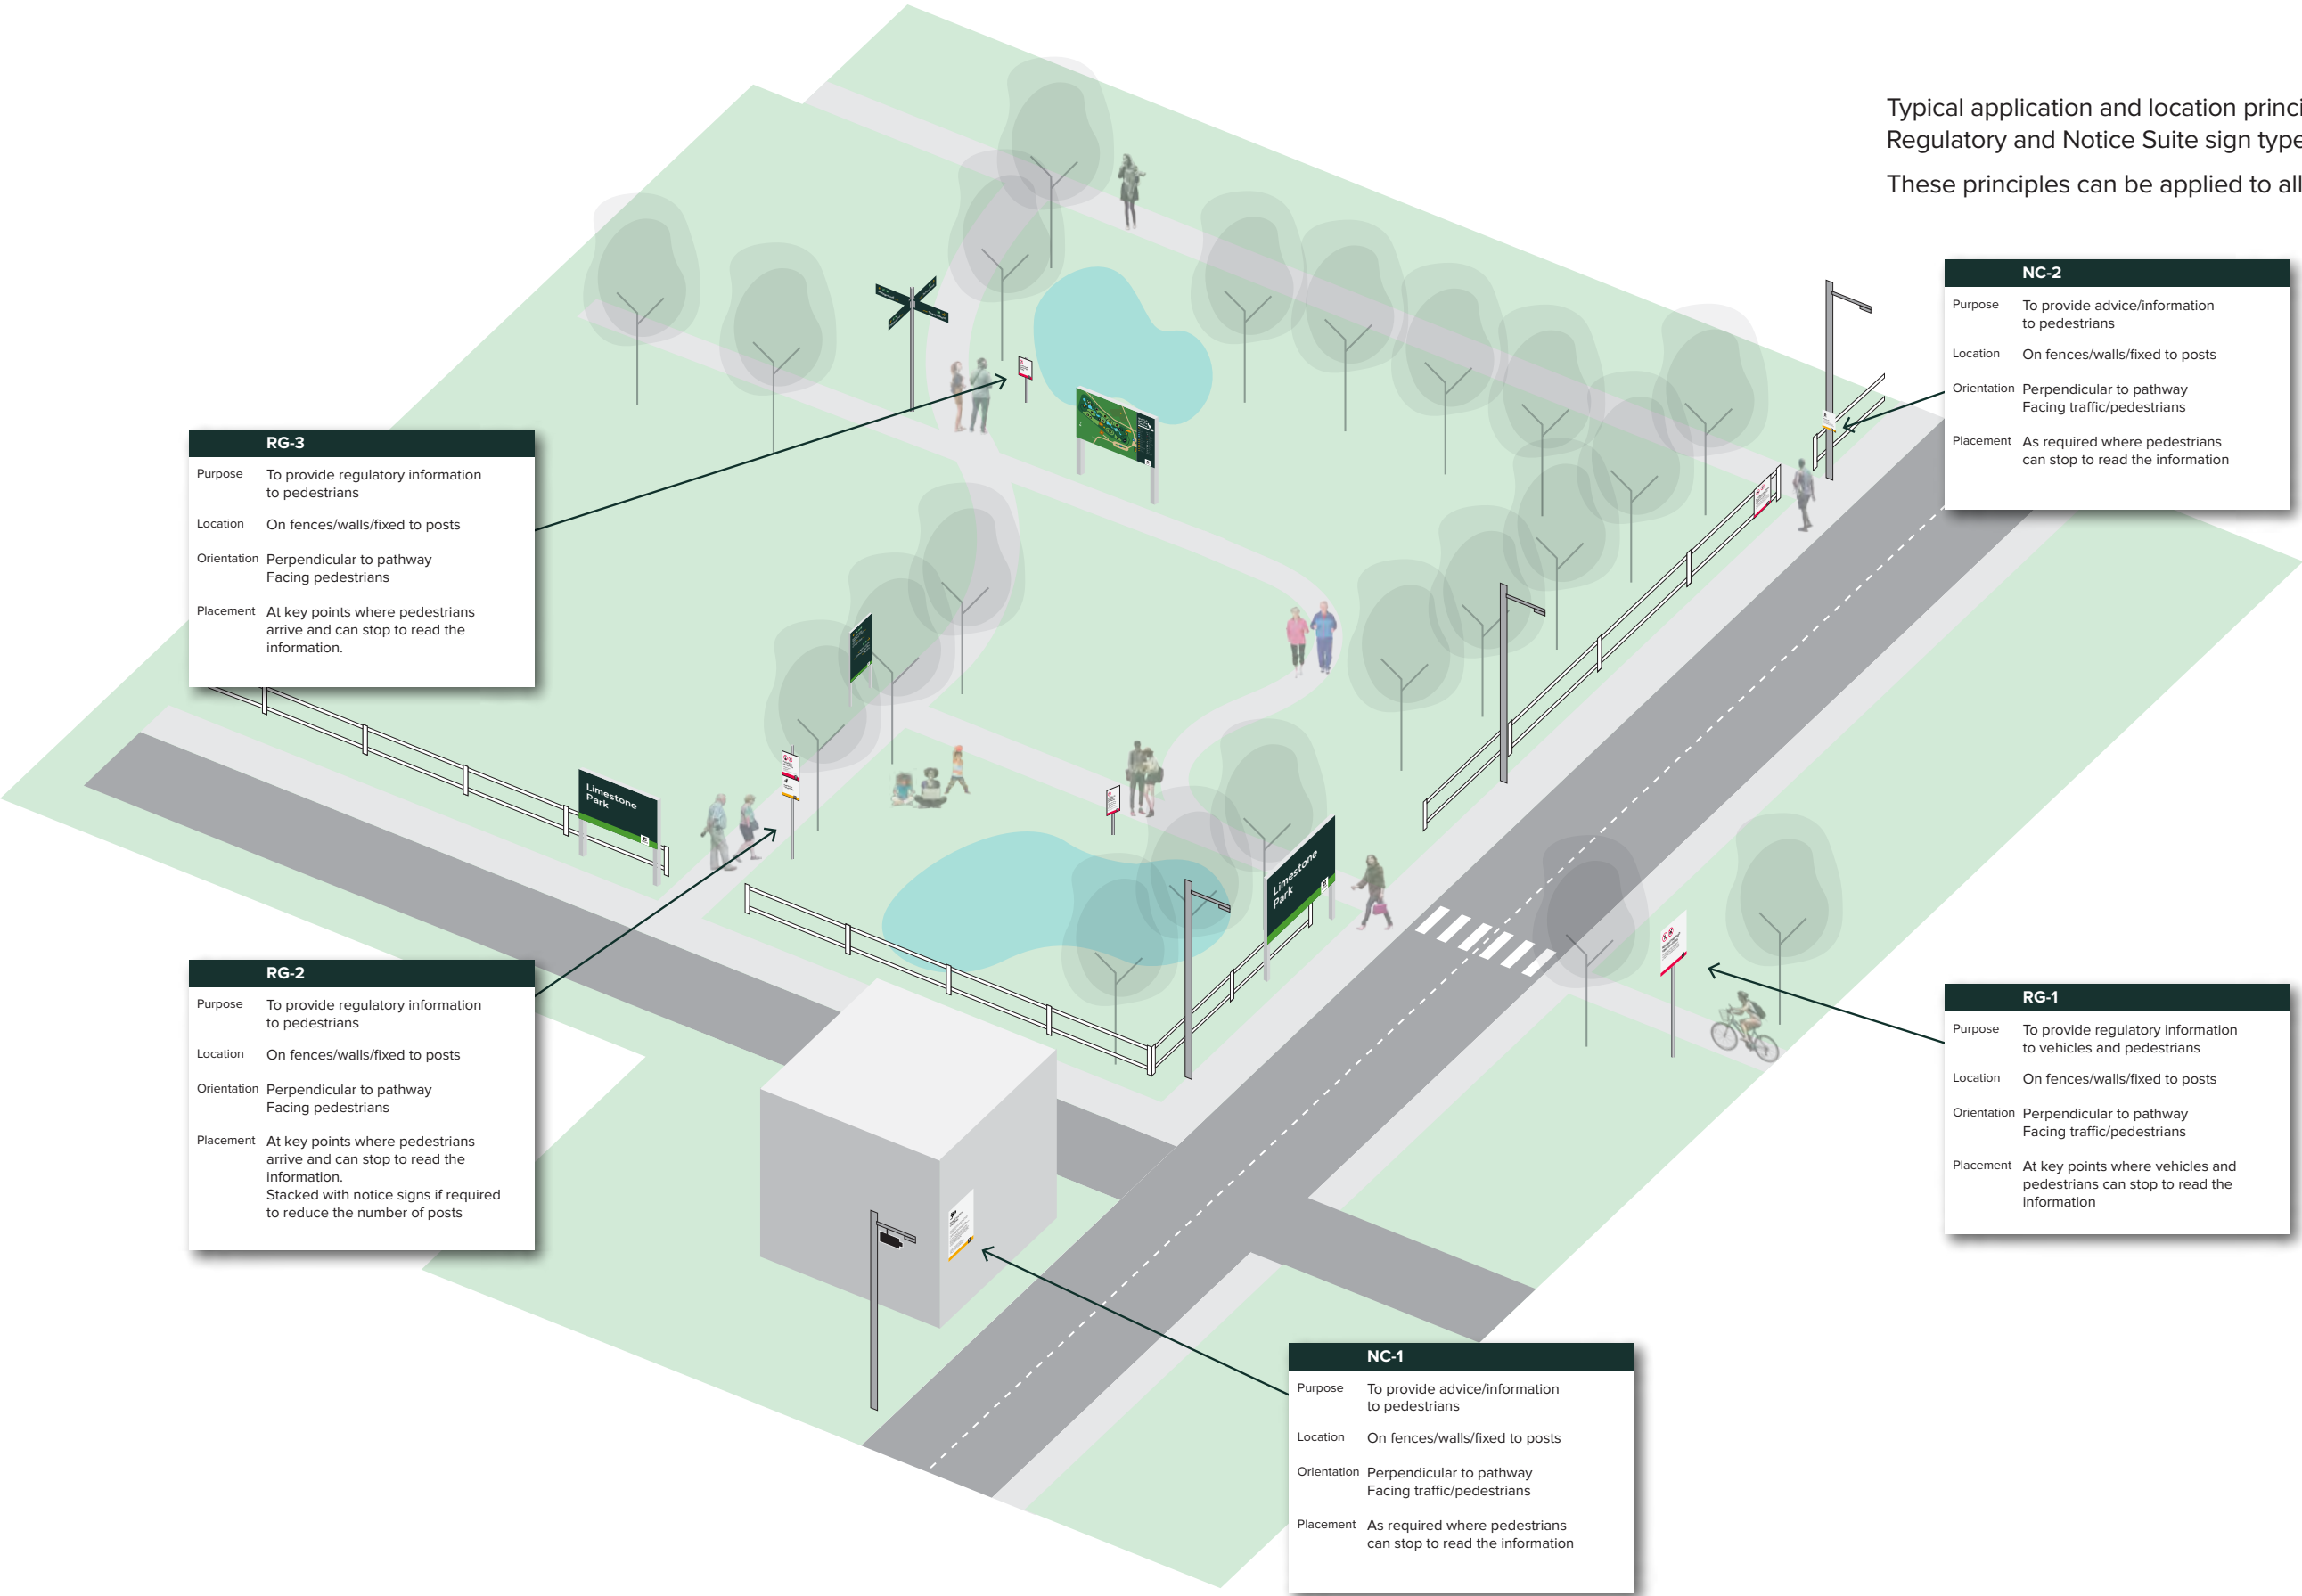 Typical application and location princi
Regulatory and Notice Suite sign type
These principles can be applied to all
NC-2
Purpose To provide advice/information
to pedestrians
Location On fences/walls/fixed to posts
Orientation Perpendicular to pathway
Facing traffic/pedestrians
Placement As required where pedestrians
can stop to read the information
RG-3
Purpose To provide regulatory information
to pedestrians
Location On fences/walls/fixed to posts
Orientation Perpendicular to pathway
Facing pedestrians
Placement At key points where pedestrians
arrive and can stop to read the
information.
Limestone
Park
Limestone
Park
RG-2
Purpose To provide regulatory information
to pedestrians
Location On fences/walls/fixed to posts
Orientation Perpendicular to pathway
Facing pedestrians
Placement At key points where pedestrians
arrive and can stop to read the
information.
Stacked with notice signs if required
to reduce the number of posts
RG-1
Purpose To provide regulatory information
to vehicles and pedestrians
Location On fences/walls/fixed to posts
Orientation Perpendicular to pathway
Facing traffic/pedestrians
Placement At key points where vehicles and
pedestrians can stop to read the
information
NC-1
Purpose To provide advice/information
to pedestrians
Location On fences/walls/fixed to posts
Orientation Perpendicular to pathway
Facing traffic/pedestrians
Placement As required where pedestrians
can stop to read the information